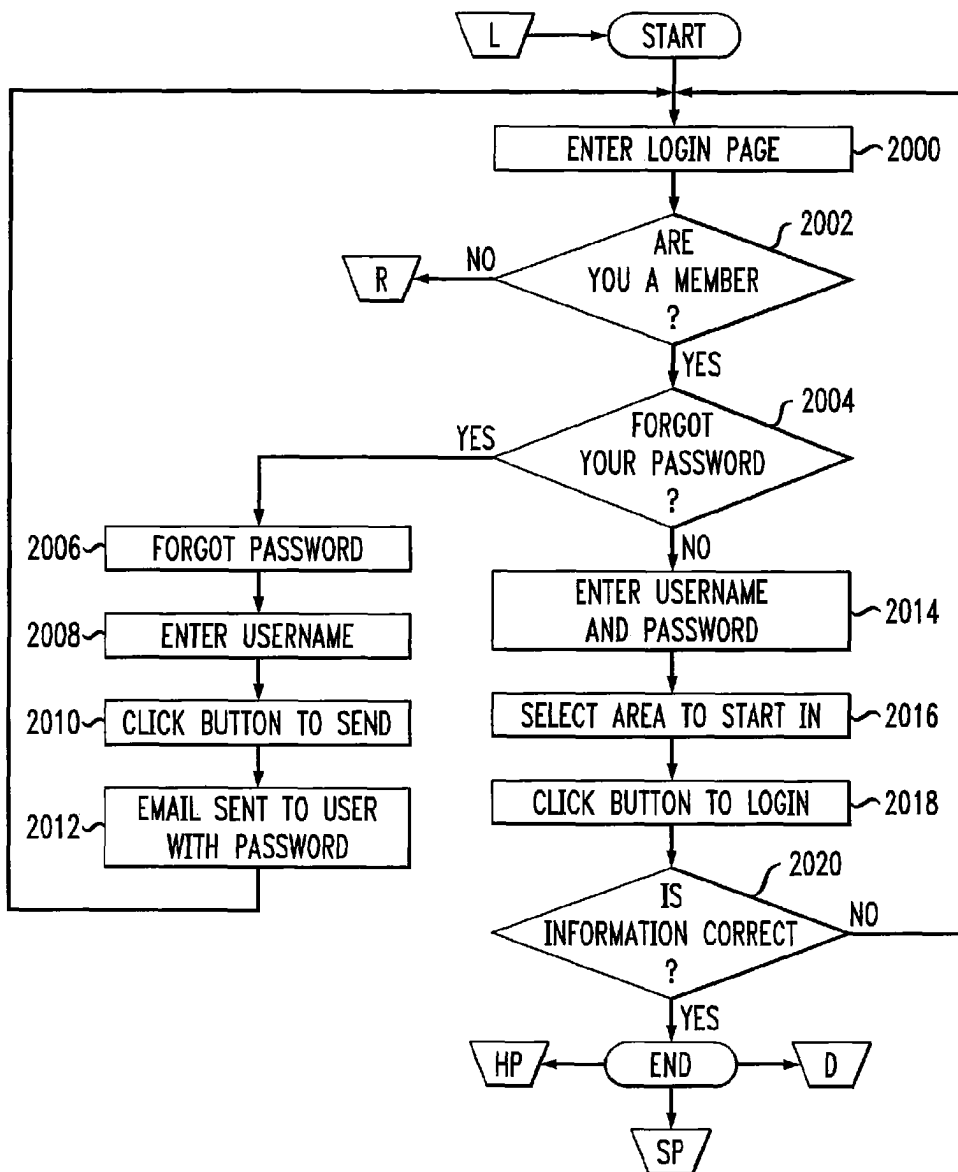 L
START
ENTER LOGIN PAGE
2000
ARE
YOU A MEMBER
?
2002
NO
R
YES
FORGOT
YOUR PASSWORD
?
2004
YES
NO
2006
FORGOT PASSWORD
2008
ENTER USERNAME
2010
CLICK BUTTON TO SEND
2012
EMAIL SENT TO USER
WITH PASSWORD
ENTER USERNAME
AND PASSWORD
2014
SELECT AREA TO START IN
2016
CLICK BUTTON TO LOGIN
2018
IS
INFORMATION CORRECT
?
2020
NO
YES
HP
END
D
SP